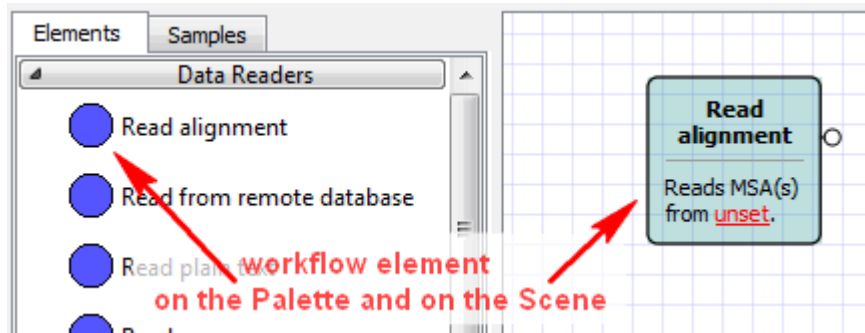 Elements
Samples
Data Readers
Read alignment
Read from remote database
Read plain text
workflow element
on the Palette and on the Scene
Read
alignment
Reads MSA(s)
from unset.